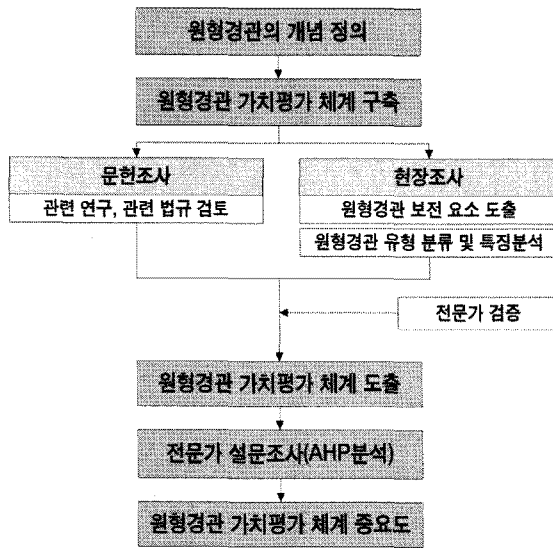 원형경관의 개념 정의
원형경관 가치평가 체계 구축
문헌조사
관련 연구, 관련 법규 검토
현장조사
원형경관 보전 요소 도출
원형경관 유형 분류 및 특징분석
전문가 검증
원형경관 가치평가 체계 도출
전문가 설문조사(AHP분석)
원형경관 가치평가 체계 중요도